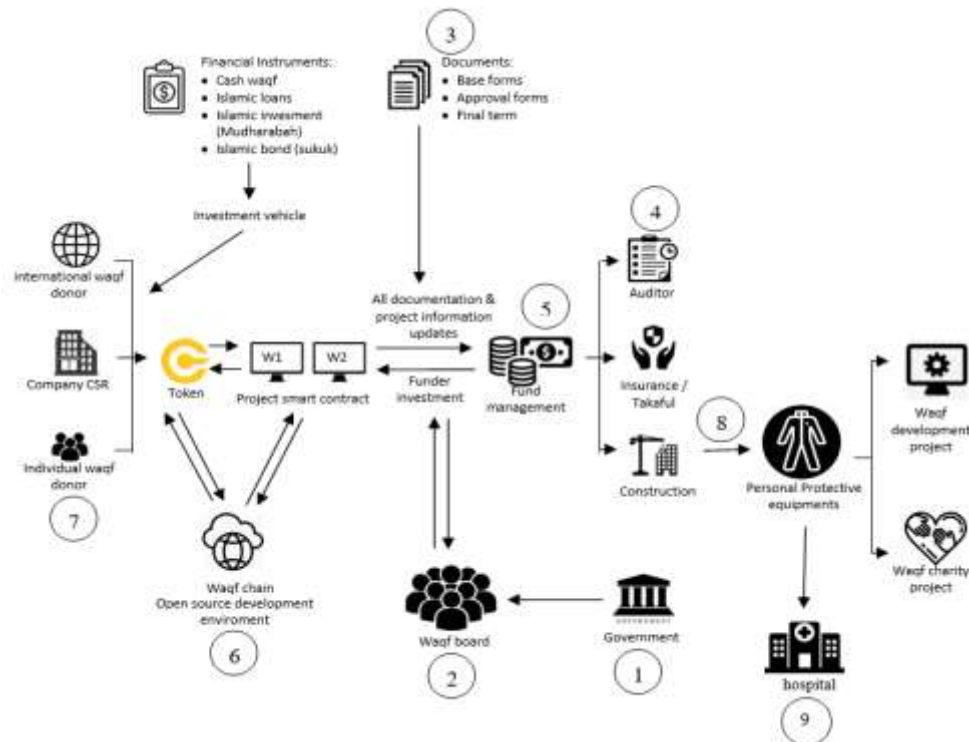 3
Financial Instruments:
• Cash waqf
• Islamic loans
• Islamic invesment
(Mudharabah)
• Islamic bond (sukuk)
Documents:
• Base forms
• Approval forms
• Final term
Investment vehicle
4
International waqf
donor
Auditor
All documentation &
project information
updates
5
Company CSR
Token
W1
W2
Project smart contract
Funder
investment
Fund
management
Insurance /
Takaful
8
Waqf
development
project
Individual waqf
donor
7
Construction
Personal Protective
equipments
Waqf charity
project
Waqf chain
Open source development
enviroment
6
Waqf board
2
Government
1
hospital
9